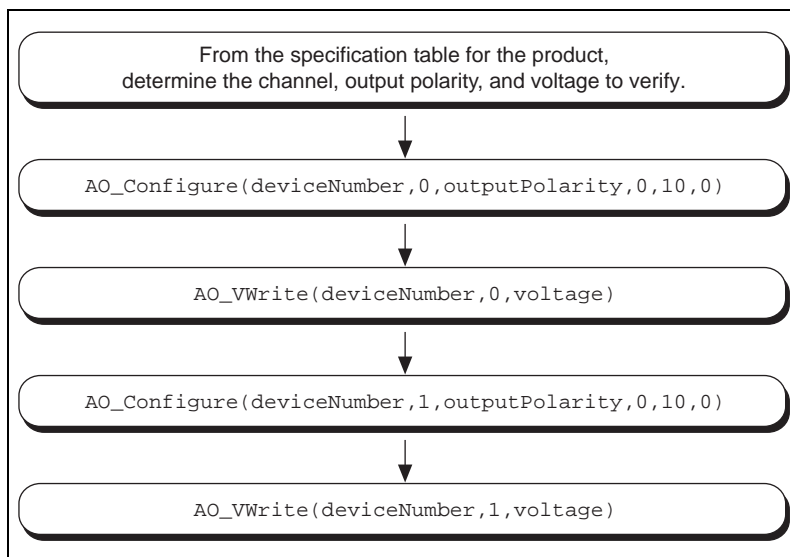 From the specification table for the product,
determine the channel, output polarity, and voltage to verify.
AO_Configure(deviceNumber,0,outputPolarity,0,10,0)
AO_VWrite(deviceNumber,0,voltage)
AO_Configure(deviceNumber,1,outputPolarity,0,10,0)
AO_VWrite(deviceNumber,1,voltage)